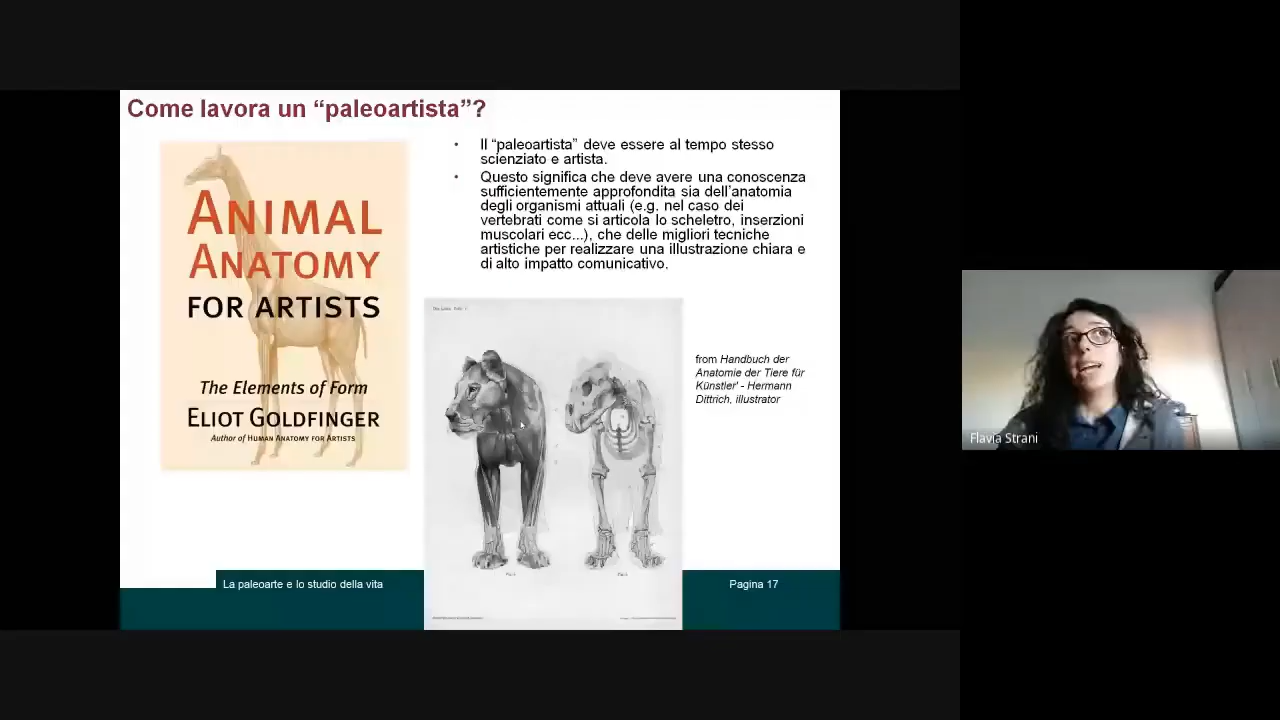 Come lavora un “paleoartista”?
ANIMAL
ANATOMY
FOR ARTISTS
The Elements of Form
ELIOT GOLDFINGER
Author of HUMAN ANATOMY FOR ARTISTS
• Il “paleoartista” deve essere al tempo stesso
scienziato e artista.
• Questo significa che deve avere una conoscenza
sufficientemente approfondita sia dell’anatomia
degli organismi attuali (e.g. nel caso dei
vertebrati come si articola lo scheletro, inserzioni
muscolari ecc...), che delle migliori tecniche
artistiche per realizzare una illustrazione chiara e
di alto impatto comunicativo.
from Handbuch der
Anatomie der Tiere für
Künstler' - Hermann
Dittrich, illustrator
Flavia Strani
La paleoarte e lo studio della vita
Pagina 17